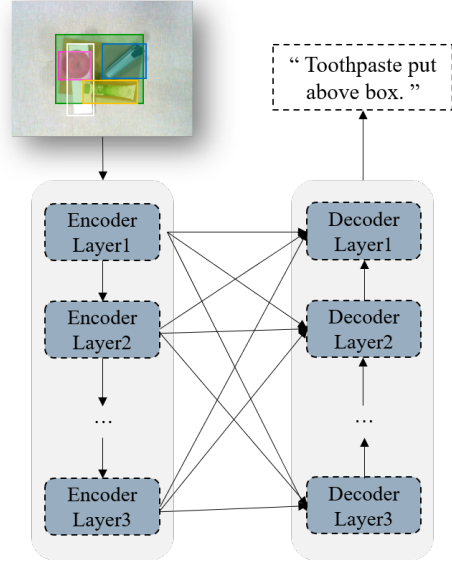 “ Toothpaste put
above box. ”
Encoder
Layer1
Decoder
Layer1
Encoder
Layer2
Decoder
Layer2
...
...
Encoder
Layer3
Decoder
Layer3